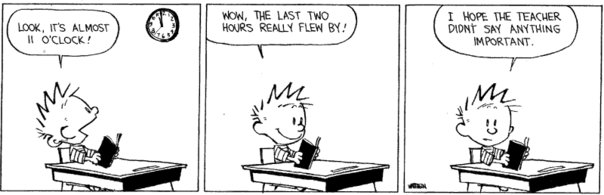 LOOK, IT'S ALMOST
11 O'CLOCK!
WOW, THE LAST TWO
HOURS REALLY FLEW BY!
I HOPE THE TEACHER
DIDN'T SAY ANYTHING
IMPORTANT.